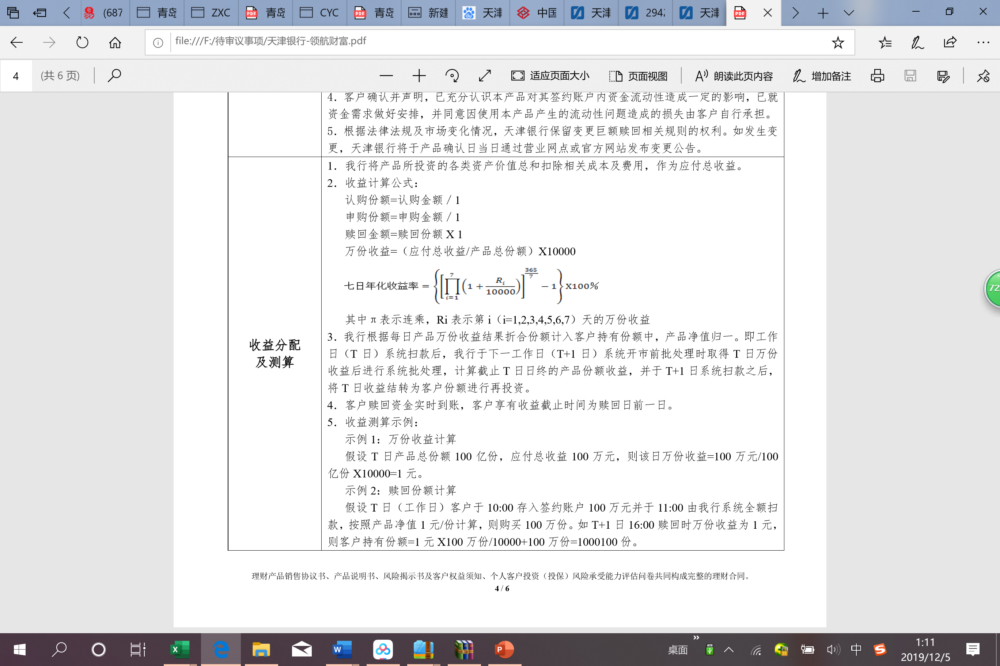 (687
青岛
ZXC
青岛
CYC
青岛
新建
天津
中国
天津
2942
天津
file:///F:/待审议事项/天津银行-领航财富.pdf
4 (共 6 页)
适应页面大小
页面视图
朗读此页内容
增加备注
4. 客户确认并声明，已充分认识本产品对其签约账户内资金流动性造成一定的影响，已就
资金需求做好安排，并同意因使用本产品产生的流动性问题造成的损失由客户自行承担。
5. 根据法律法规及市场变化情况，天津银行保留变更巨额赎回相关规则的权利。如发生变
更，天津银行将于产品确认日当日通过营业网点或官方网站发布变更公告。
收益分配
及测算
1. 我行将产品所投资的各类资产价值总和扣除相关成本及费用，作为应付总收益。
2. 收益计算公式：
认购份额=认购金额 / 1
申购份额=申购金额 / 1
赎回金额=赎回份额 X 1
万份收益=（应付总收益/产品总份额）X10000
七日年化收益率 = {[∏_{i=1}^{7}(1 + R_i/10000)]^{365/7} − 1}X100%
其中 π 表示连乘，Ri 表示第 i（i=1,2,3,4,5,6,7）天的万份收益
3. 我行根据每日产品万份收益结果折合份额计入客户持有份额中，产品净值归一。即工作
日（T 日）系统扫款后，我行于下一工作日（T+1 日）系统开市前批处理时取得 T 日万份
收益后进行系统批处理，计算截止 T 日日终的产品份额收益，并于 T+1 日系统扫款之后，
将 T 日收益结转为客户份额进行再投资。
4. 客户赎回资金实时到账，客户享有收益截止时间为赎回日前一日。
5. 收益测算示例：
示例 1：万份收益计算
假设 T 日产品总份额 100 亿份，应付总收益 100 万元，则该日万份收益=100 万元/100
亿份 X10000=1 元。
示例 2：赎回份额计算
假设 T 日（工作日）客户于 10:00 存入签约账户 100 万元并于 11:00 由我行系统全额扫
款，按照产品净值 1 元/份计算，则购买 100 万份。如 T+1 日 16:00 赎回时万份收益为 1 元，
则客户持有份额=1 元 X100 万份/10000+100 万份=1000100 份。
理财产品销售协议书、产品说明书、风险揭示书及客户权益须知、个人客户投资（投保）风险承受能力评估问卷共同构成完整的理财合同。
4 / 6
72
桌面
中
1:11
2019/12/5